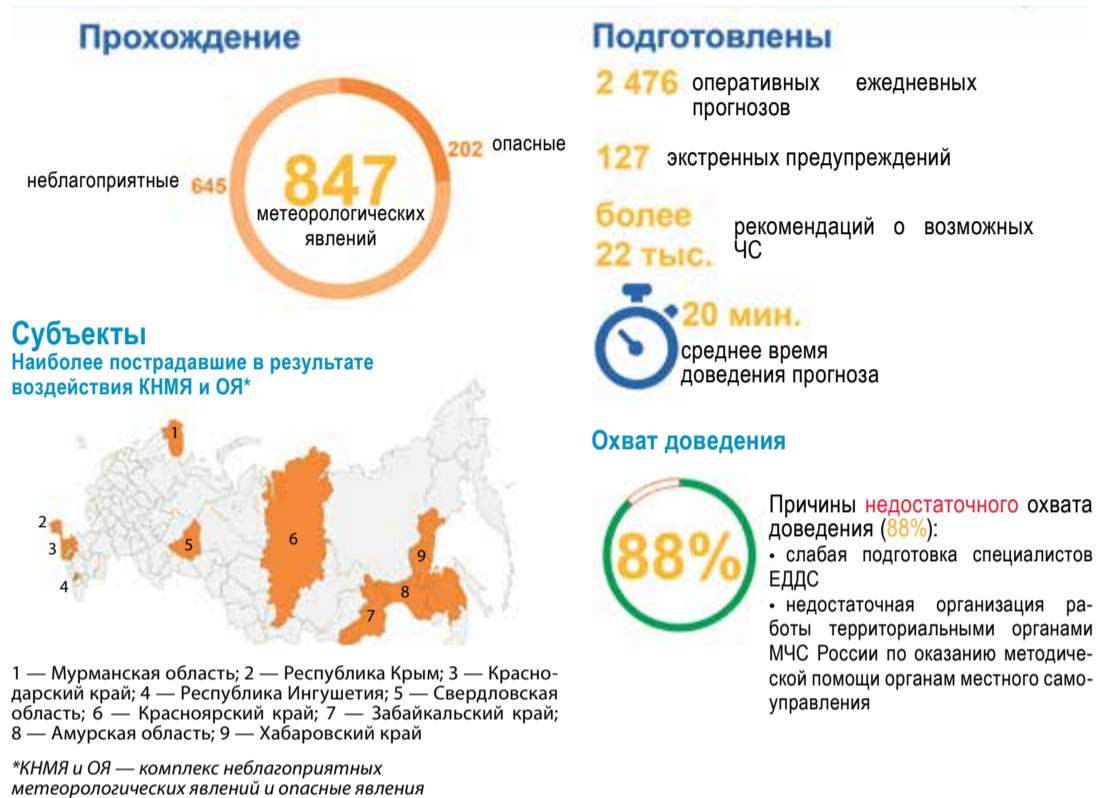 Прохождение
847
метеорологических
явлений
202 опасные
неблагоприятные 645
Субъекты
Наиболее пострадавшие в результате
воздействия КНМЯ и ОЯ*
1
2
3
4
5
6
7
8
9
1 — Мурманская область; 2 — Республика Крым; 3 — Красно-
дарский край; 4 — Республика Ингушетия; 5 — Свердловская
область; 6 — Красноярский край; 7 — Забайкальский край;
8 — Амурская область; 9 — Хабаровский край
*КНМЯ и ОЯ — комплекс неблагоприятных
метеорологических явлений и опасные явления
Подготовлены
2 476 оперативных ежедневных
прогнозов
127 экстренных предупреждений
более
22 тыс.
рекомендаций о возможных
ЧС
20 мин.
среднее время
доведения прогноза
Охват доведения
88%
Причины недостаточного охвата
доведения (88%):
• слабая подготовка специалистов
ЕДДС
• недостаточная организация ра-
боты территориальными органами
МЧС России по оказанию методиче-
ской помощи органам местного само-
управления